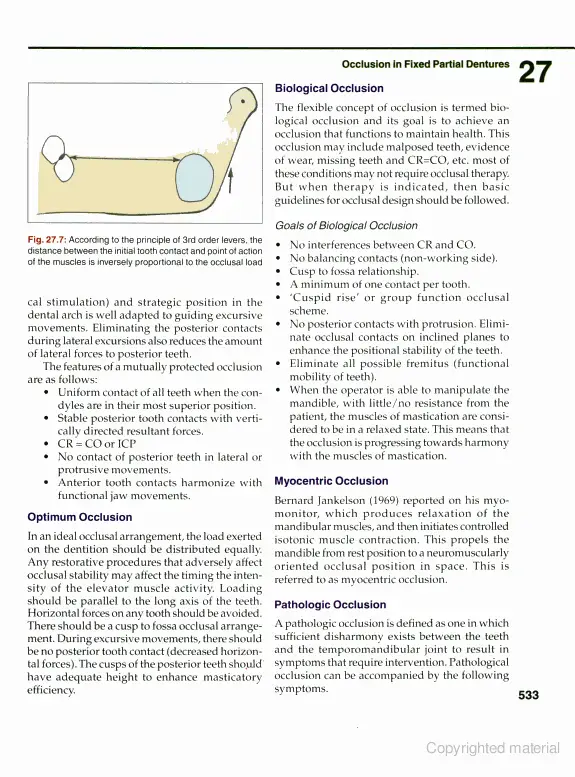 Occlusion in Fixed Partial Dentures
27
Fig. 27.7: According to the principle of 3rd order levers, the
distance between the initial tooth contact and point of action
of the muscles is inversely proportional to the occlusal load
cal stimulation) and strategic position in the
dental arch is well adapted to guiding excursive
movements. Eliminating the posterior contacts
during lateral excursions also reduces the amount
of lateral forces to posterior teeth.
The features of a mutually protected occlusion
are as follows:
• Uniform contact of all teeth when the con-
dyles are in their most superior position.
• Stable posterior tooth contacts with verti-
cally directed resultant forces.
• CR = CO or ICP
• No contact of posterior teeth in lateral or
protrusive movements.
• Anterior tooth contacts harmonize with
functional jaw movements.
Optimum Occlusion
In an ideal occlusal arrangement, the load exerted
on the dentition should be distributed equally.
Any restorative procedures that adversely affect
occlusal stability may affect the timing the inten-
sity of the elevator muscle activity. Loading
should be parallel to the long axis of the teeth.
Horizontal forces on any tooth should be avoided.
There should be a cusp to fossa occlusal arrange-
ment. During excursive movements, there should
be no posterior tooth contact (decreased horizon-
tal forces). The cusps of the posterior teeth should
have adequate height to enhance masticatory
efficiency.
Biological Occlusion
The flexible concept of occlusion is termed bio-
logical occlusion and its goal is to achieve an
occlusion that functions to maintain health. This
occlusion may include malposed teeth, evidence
of wear, missing teeth and CR=CO, etc. most of
these conditions may not require occlusal therapy.
But when therapy is indicated, then basic
guidelines for occlusal design should be followed.
Goals of Biological Occlusion
• No interferences between CR and CO.
• No balancing contacts (non-working side).
• Cusp to fossa relationship.
• A minimum of one contact per tooth.
• 'Cuspid rise' or group function occlusal
scheme.
• No posterior contacts with protrusion. Elimi-
nate occlusal contacts on inclined planes to
enhance the positional stability of the teeth.
• Eliminate all possible fremitus (functional
mobility of teeth).
• When the operator is able to manipulate the
mandible, with little/no resistance from the
patient, the muscles of mastication are consi-
dered to be in a relaxed state. This means that
the occlusion is progressing towards harmony
with the muscles of mastication.
Myocentric Occlusion
Bernard Jankelson (1969) reported on his myo-
monitor, which produces relaxation of the
mandibular muscles, and then initiates controlled
isotonic muscle contraction. This propels the
mandible from rest position to a neuromuscularly
oriented occlusal position in space. This is
referred to as myocentric occlusion.
Pathologic Occlusion
A pathologic occlusion is defined as one in which
sufficient disharmony exists between the teeth
and the temporomandibular joint to result in
symptoms that require intervention. Pathological
occlusion can be accompanied by the following
symptoms.
533
Copyrighted material